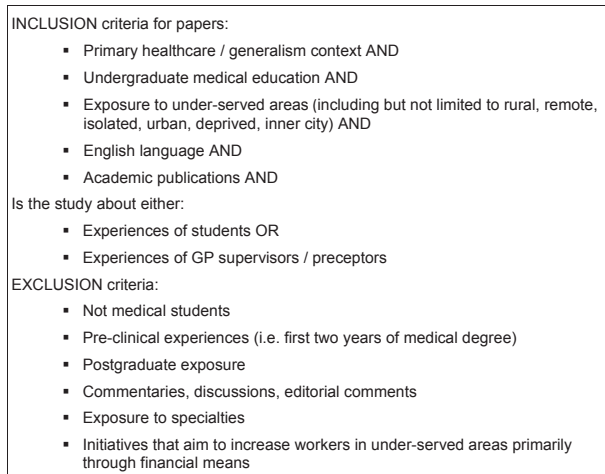 INCLUSION criteria for papers:
▪ Primary healthcare / generalism context AND
▪ Undergraduate medical education AND
▪ Exposure to under-served areas (including but not limited to rural, remote,
isolated, urban, deprived, inner city) AND
▪ English language AND
▪ Academic publications AND
Is the study about either:
▪ Experiences of students OR
▪ Experiences of GP supervisors / preceptors
EXCLUSION criteria:
▪ Not medical students
▪ Pre-clinical experiences (i.e. first two years of medical degree)
▪ Postgraduate exposure
▪ Commentaries, discussions, editorial comments
▪ Exposure to specialties
▪ Initiatives that aim to increase workers in under-served areas primarily
through financial means